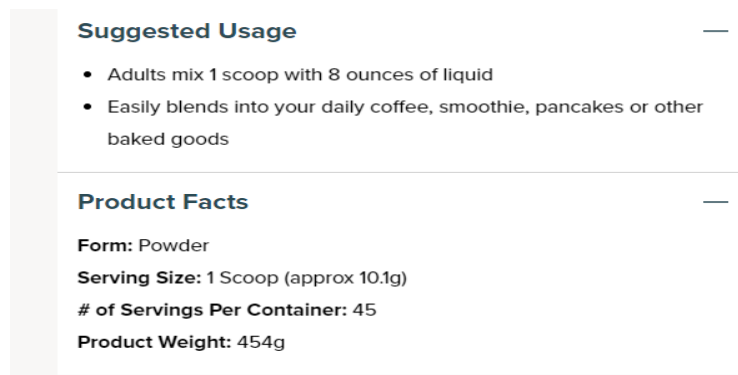 Suggested Usage
• Adults mix 1 scoop with 8 ounces of liquid
• Easily blends into your daily coffee, smoothie, pancakes or other
baked goods
Product Facts
Form: Powder
Serving Size: 1 Scoop (approx 10.1g)
# of Servings Per Container: 45
Product Weight: 454g